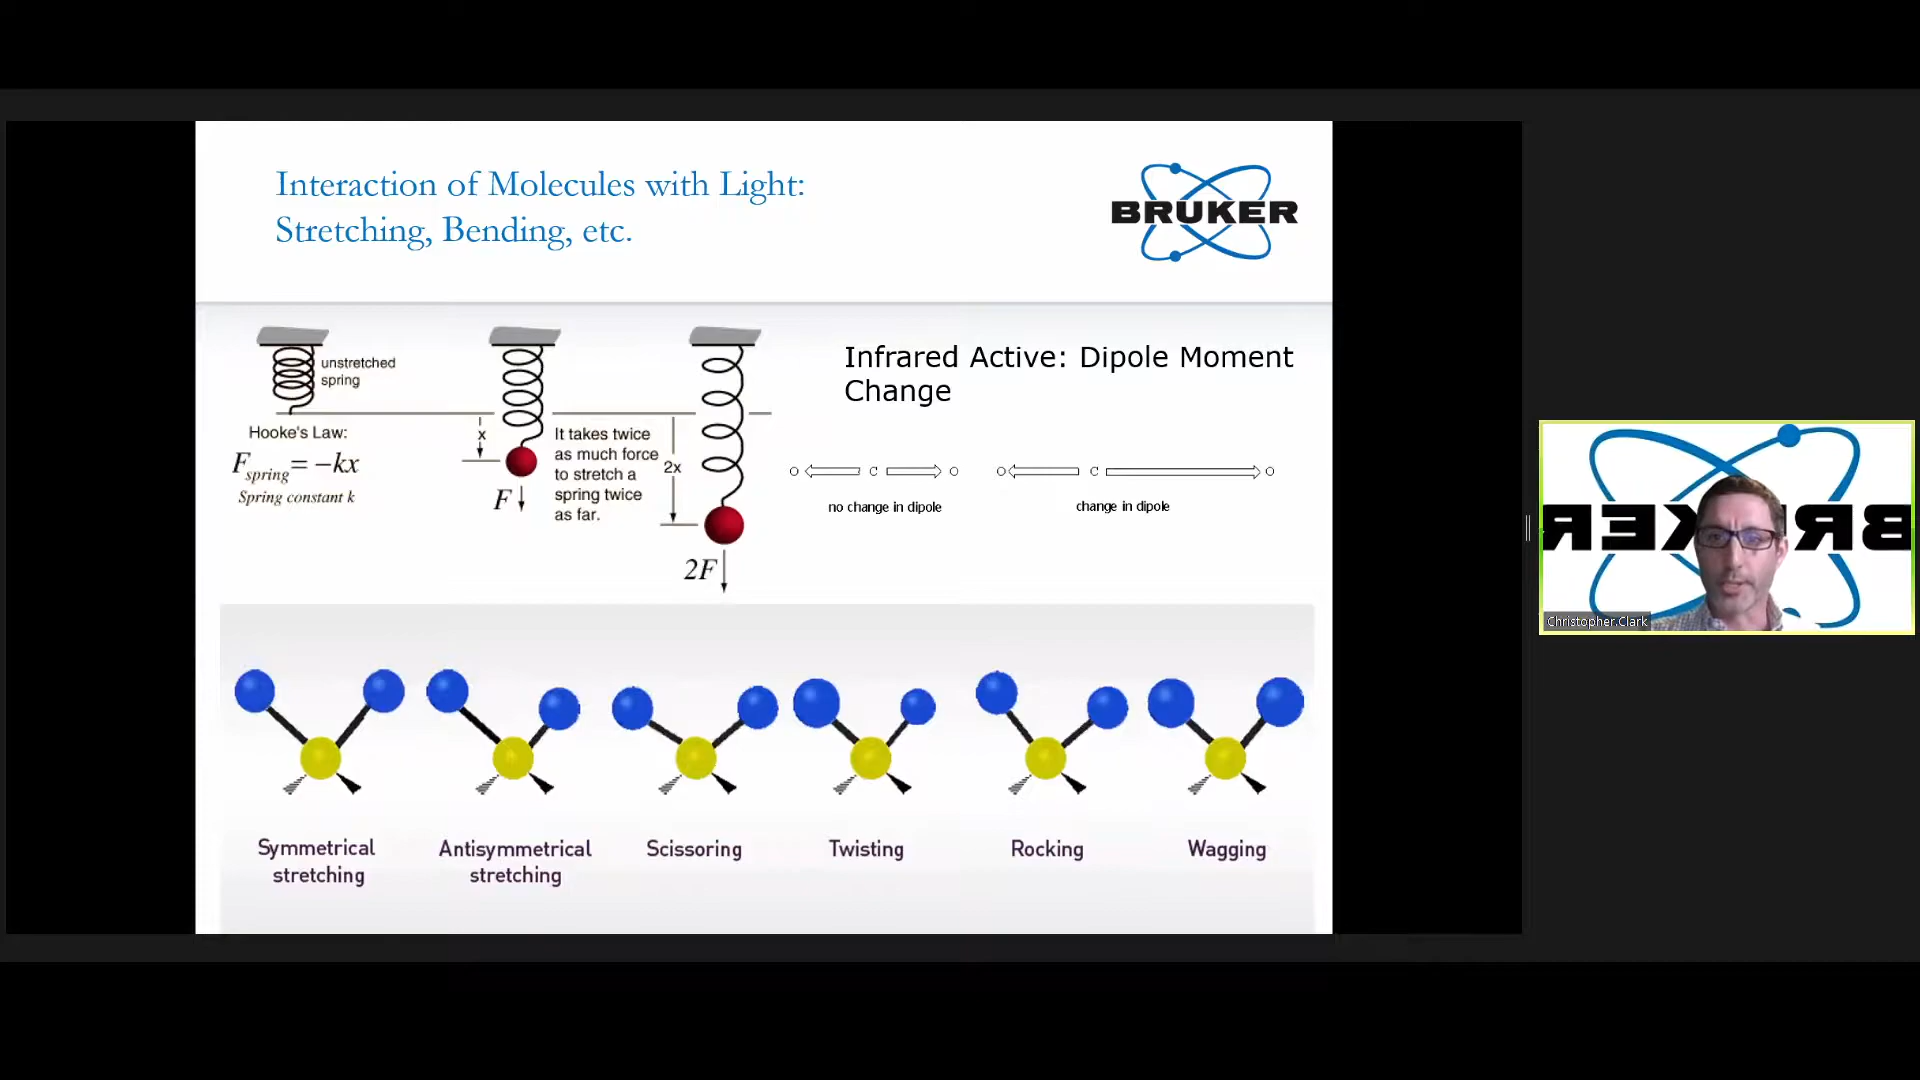 Interaction of Molecules with Light:
Stretching, Bending, etc.
BRUKER
unstretched
spring
Hooke's Law:
F spring = −kx
Spring constant k
x
F
It takes twice
as much force
to stretch a
spring twice
as far.
2x
2F
Infrared Active: Dipole Moment
Change
O C O
no change in dipole
O C O
change in dipole
Symmetrical
stretching
Antisymmetrical
stretching
Scissoring
Twisting
Rocking
Wagging
BRUKER
Christopher.Clark